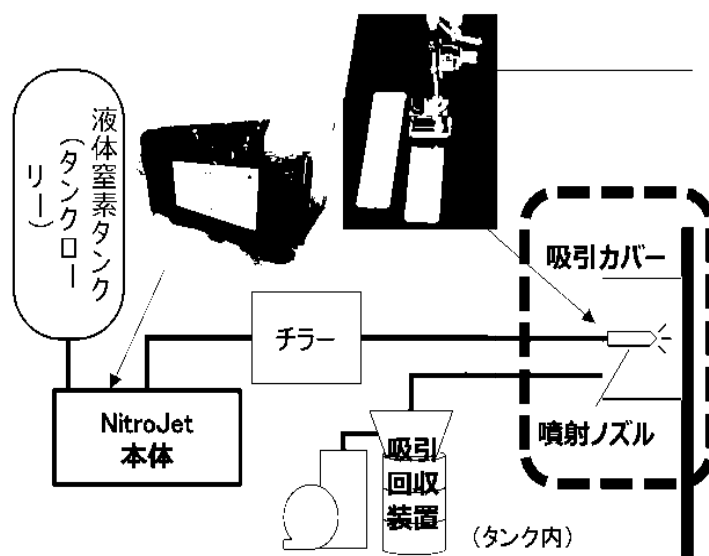 液体窒素タンク
(タンクロー
リー)
吸引カバー
チラー
噴射ノズル
NitroJet
本体
吸引
回収
装置
(タンク内)